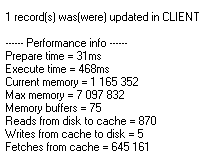 1 record(s) was(were) updated in CLIENT
------ Performance info ------
Prepare time = 31ms
Execute time = 468ms
Current memory = 1 165 352
Max memory = 7 097 832
Memory buffers = 75
Reads from disk to cache = 870
Writes from cache to disk = 5
Fetches from cache = 645 161